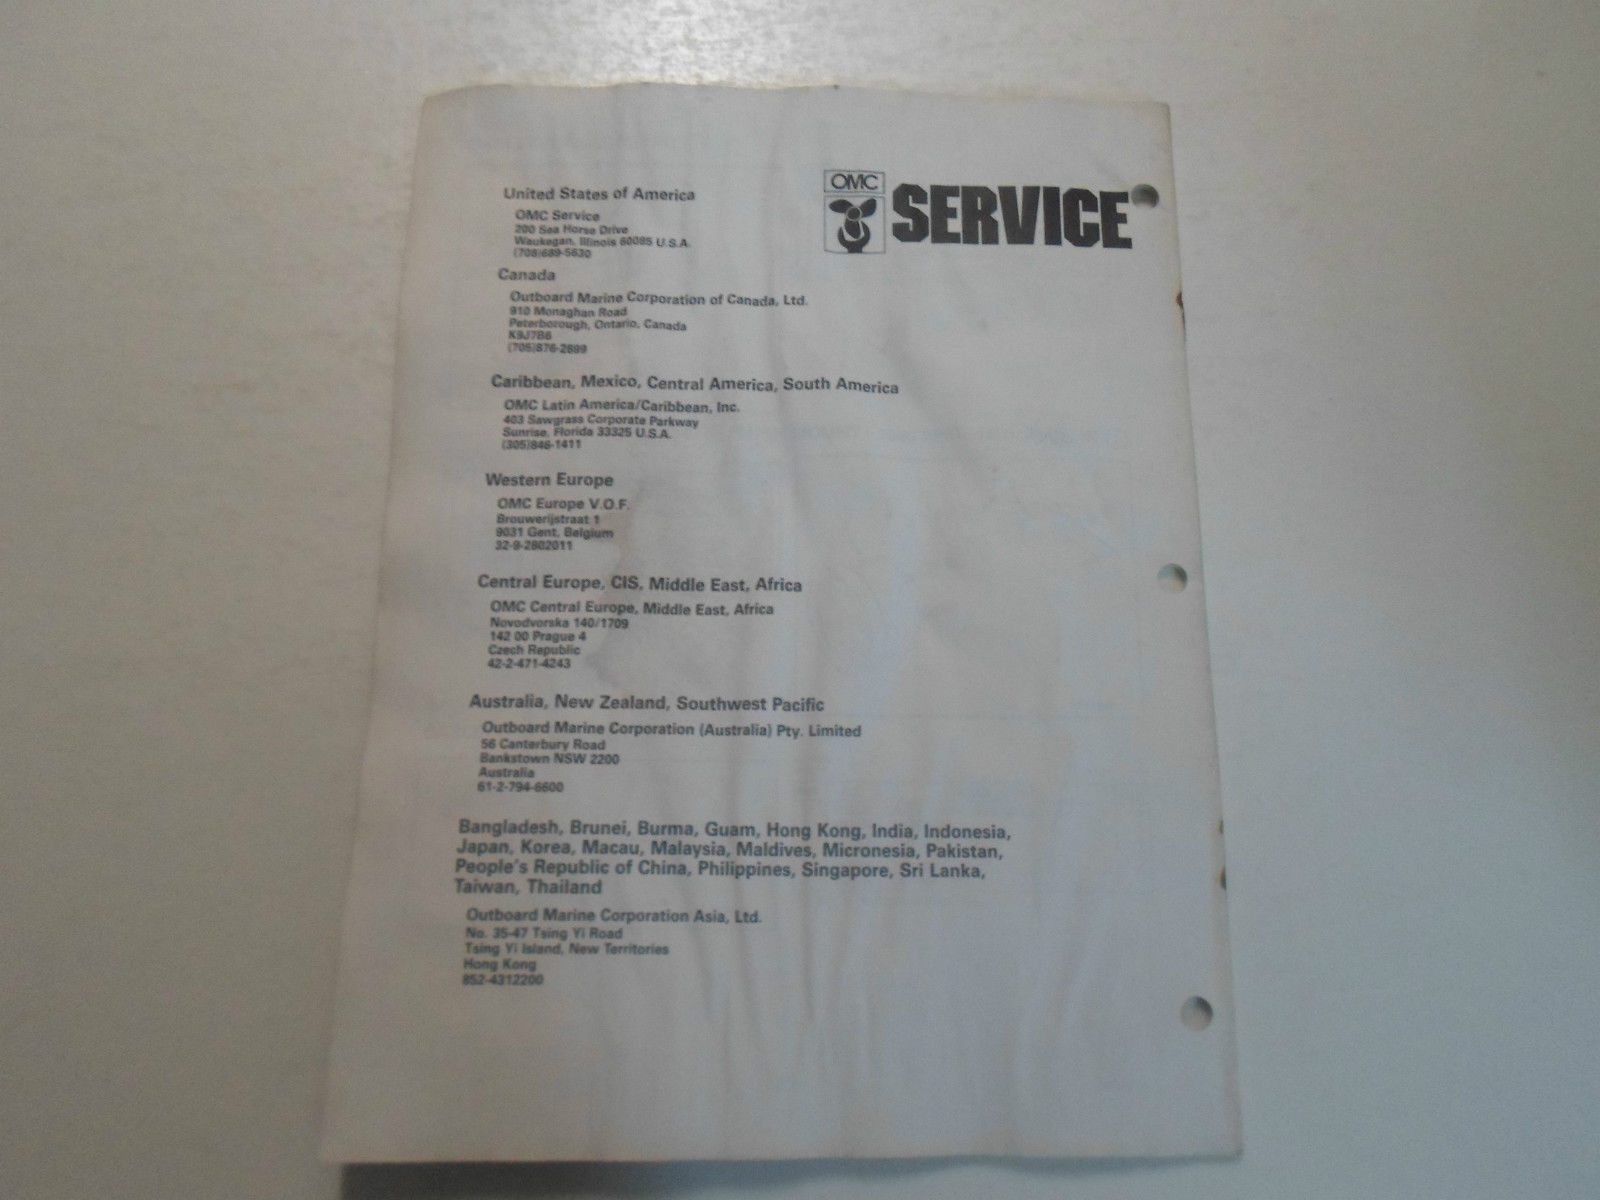 OMC
SERVICE
United States of America
OMC Service
200 Sea Horse Drive
Waukegan, Illinois 60085 U.S.A.
(708)689-5630
Canada
Outboard Marine Corporation of Canada, Ltd.
910 Monaghan Road
Peterborough, Ontario, Canada
K9J7B6
(705)876-2689
Caribbean, Mexico, Central America, South America
OMC Latin America/Caribbean, Inc.
403 Sawgrass Corporate Parkway
Sunrise, Florida 33325 U.S.A.
(305)846-1411
Western Europe
OMC Europe V.O.F.
Brouwerijstraat 1
9031 Gent, Belgium
32-9-2802011
Central Europe, CIS, Middle East, Africa
OMC Central Europe, Middle East, Africa
Novodvorska 140/1709
142 00 Prague 4
Czech Republic
42-2-471-4243
Australia, New Zealand, Southwest Pacific
Outboard Marine Corporation (Australia) Pty. Limited
56 Canterbury Road
Bankstown NSW 2200
Australia
61-2-794-6600
Bangladesh, Brunei, Burma, Guam, Hong Kong, India, Indonesia,
Japan, Korea, Macau, Malaysia, Maldives, Micronesia, Pakistan,
People's Republic of China, Philippines, Singapore, Sri Lanka,
Taiwan, Thailand
Outboard Marine Corporation Asia, Ltd.
No. 35-47 Tsing Yi Road
Tsing Yi Island, New Territories
Hong Kong
852-4312200